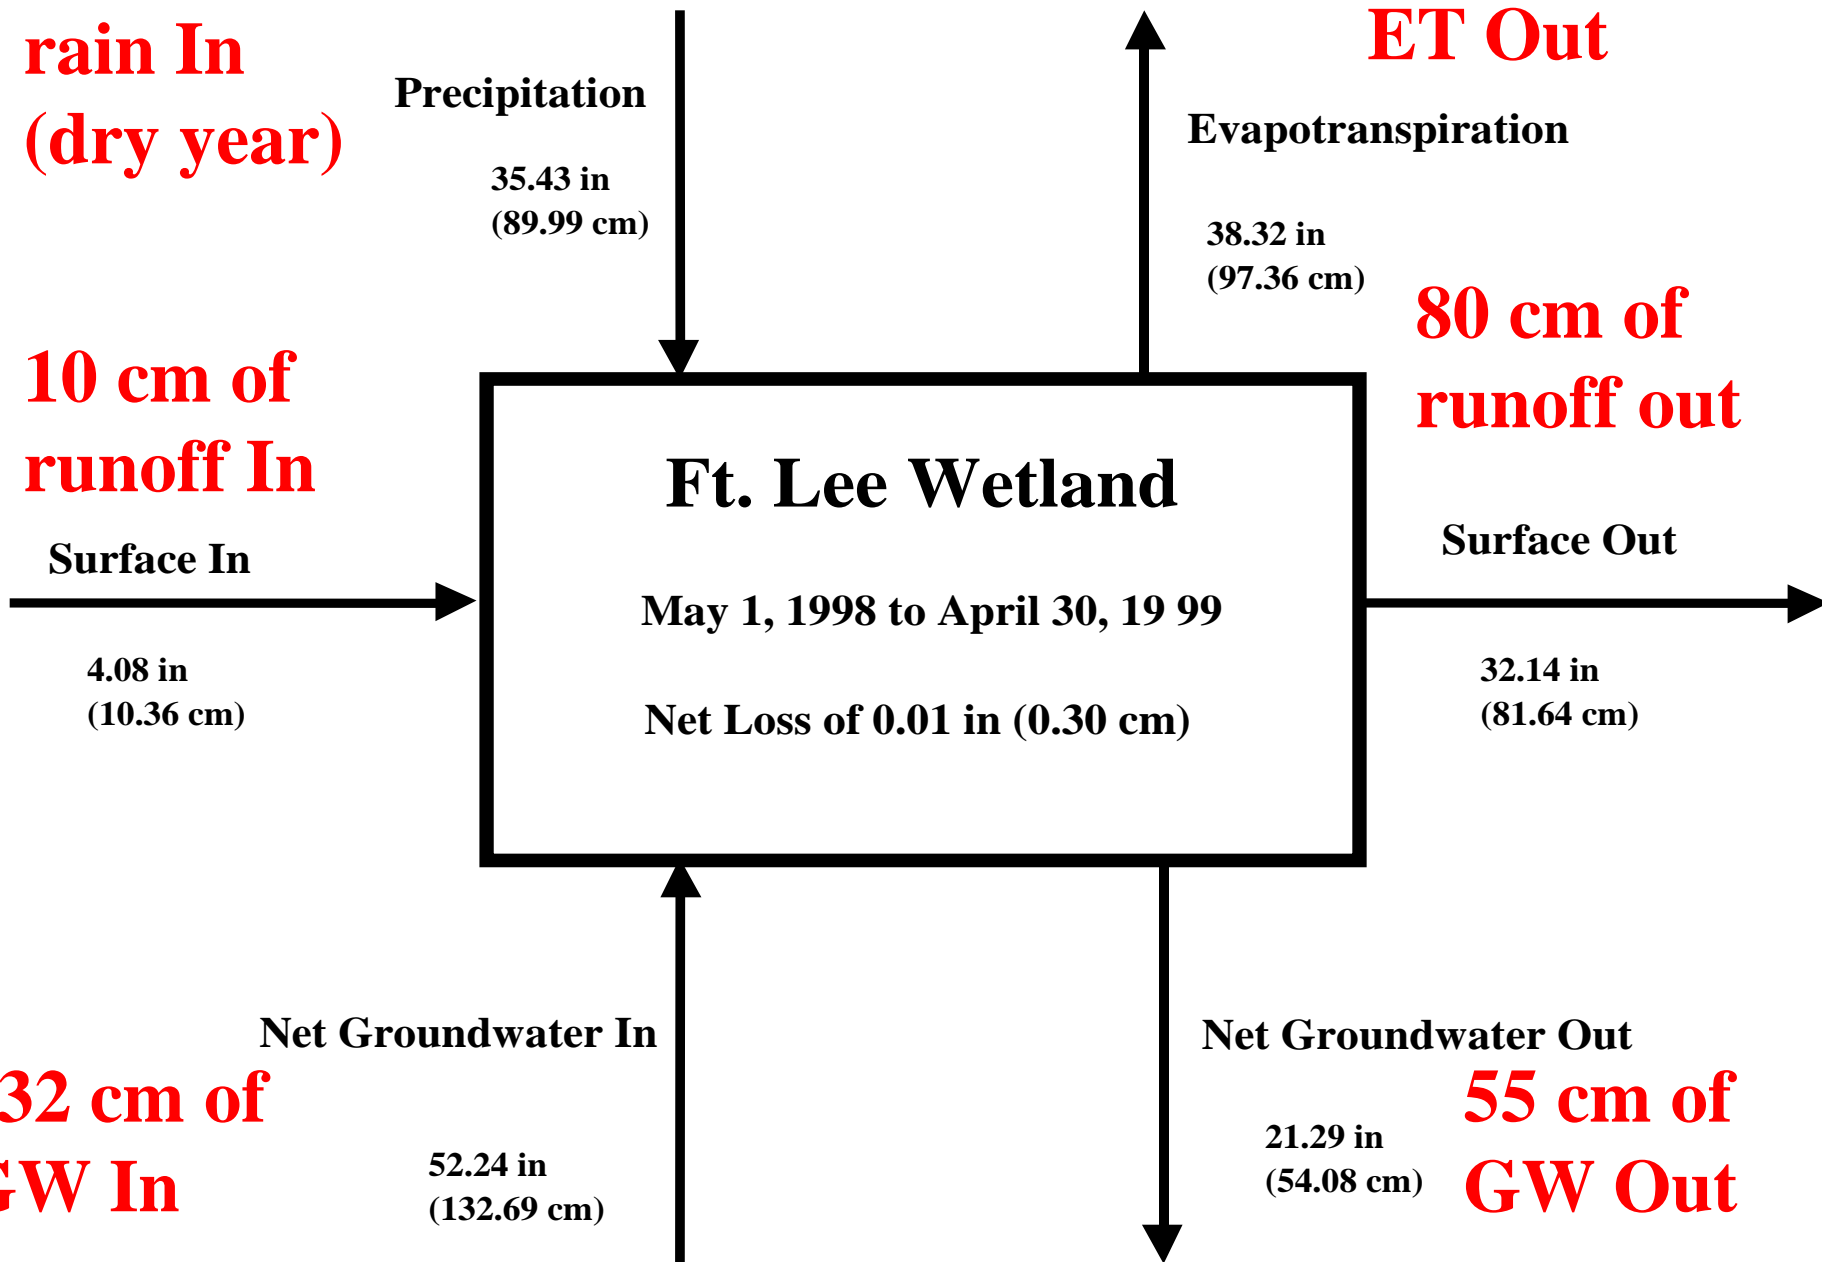 rain In
(dry year)
Precipitation
35.43 in
(89.99 cm)
ET Out
Evapotranspiration
38.32 in
(97.36 cm)
10 cm of
runoff In
Surface In
4.08 in
(10.36 cm)
Ft. Lee Wetland
May 1, 1998 to April 30, 19 99
Net Loss of 0.01 in (0.30 cm)
80 cm of
runoff out
Surface Out
32.14 in
(81.64 cm)
Net Groundwater In
32 cm of
GW In
52.24 in
(132.69 cm)
Net Groundwater Out
21.29 in
(54.08 cm)
55 cm of
GW Out